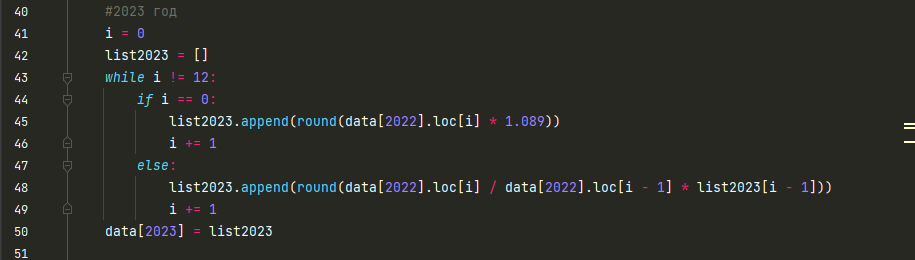 40 #2023 год
41 i = 0
42 list2023 = []
43 while i != 12:
44 if i == 0:
45 list2023.append(round(data[2022].loc[i] * 1.089))
46 i += 1
47 else:
48 list2023.append(round(data[2022].loc[i] / data[2022].loc[i - 1] * list2023[i - 1]))
49 i += 1
50 data[2023] = list2023
51